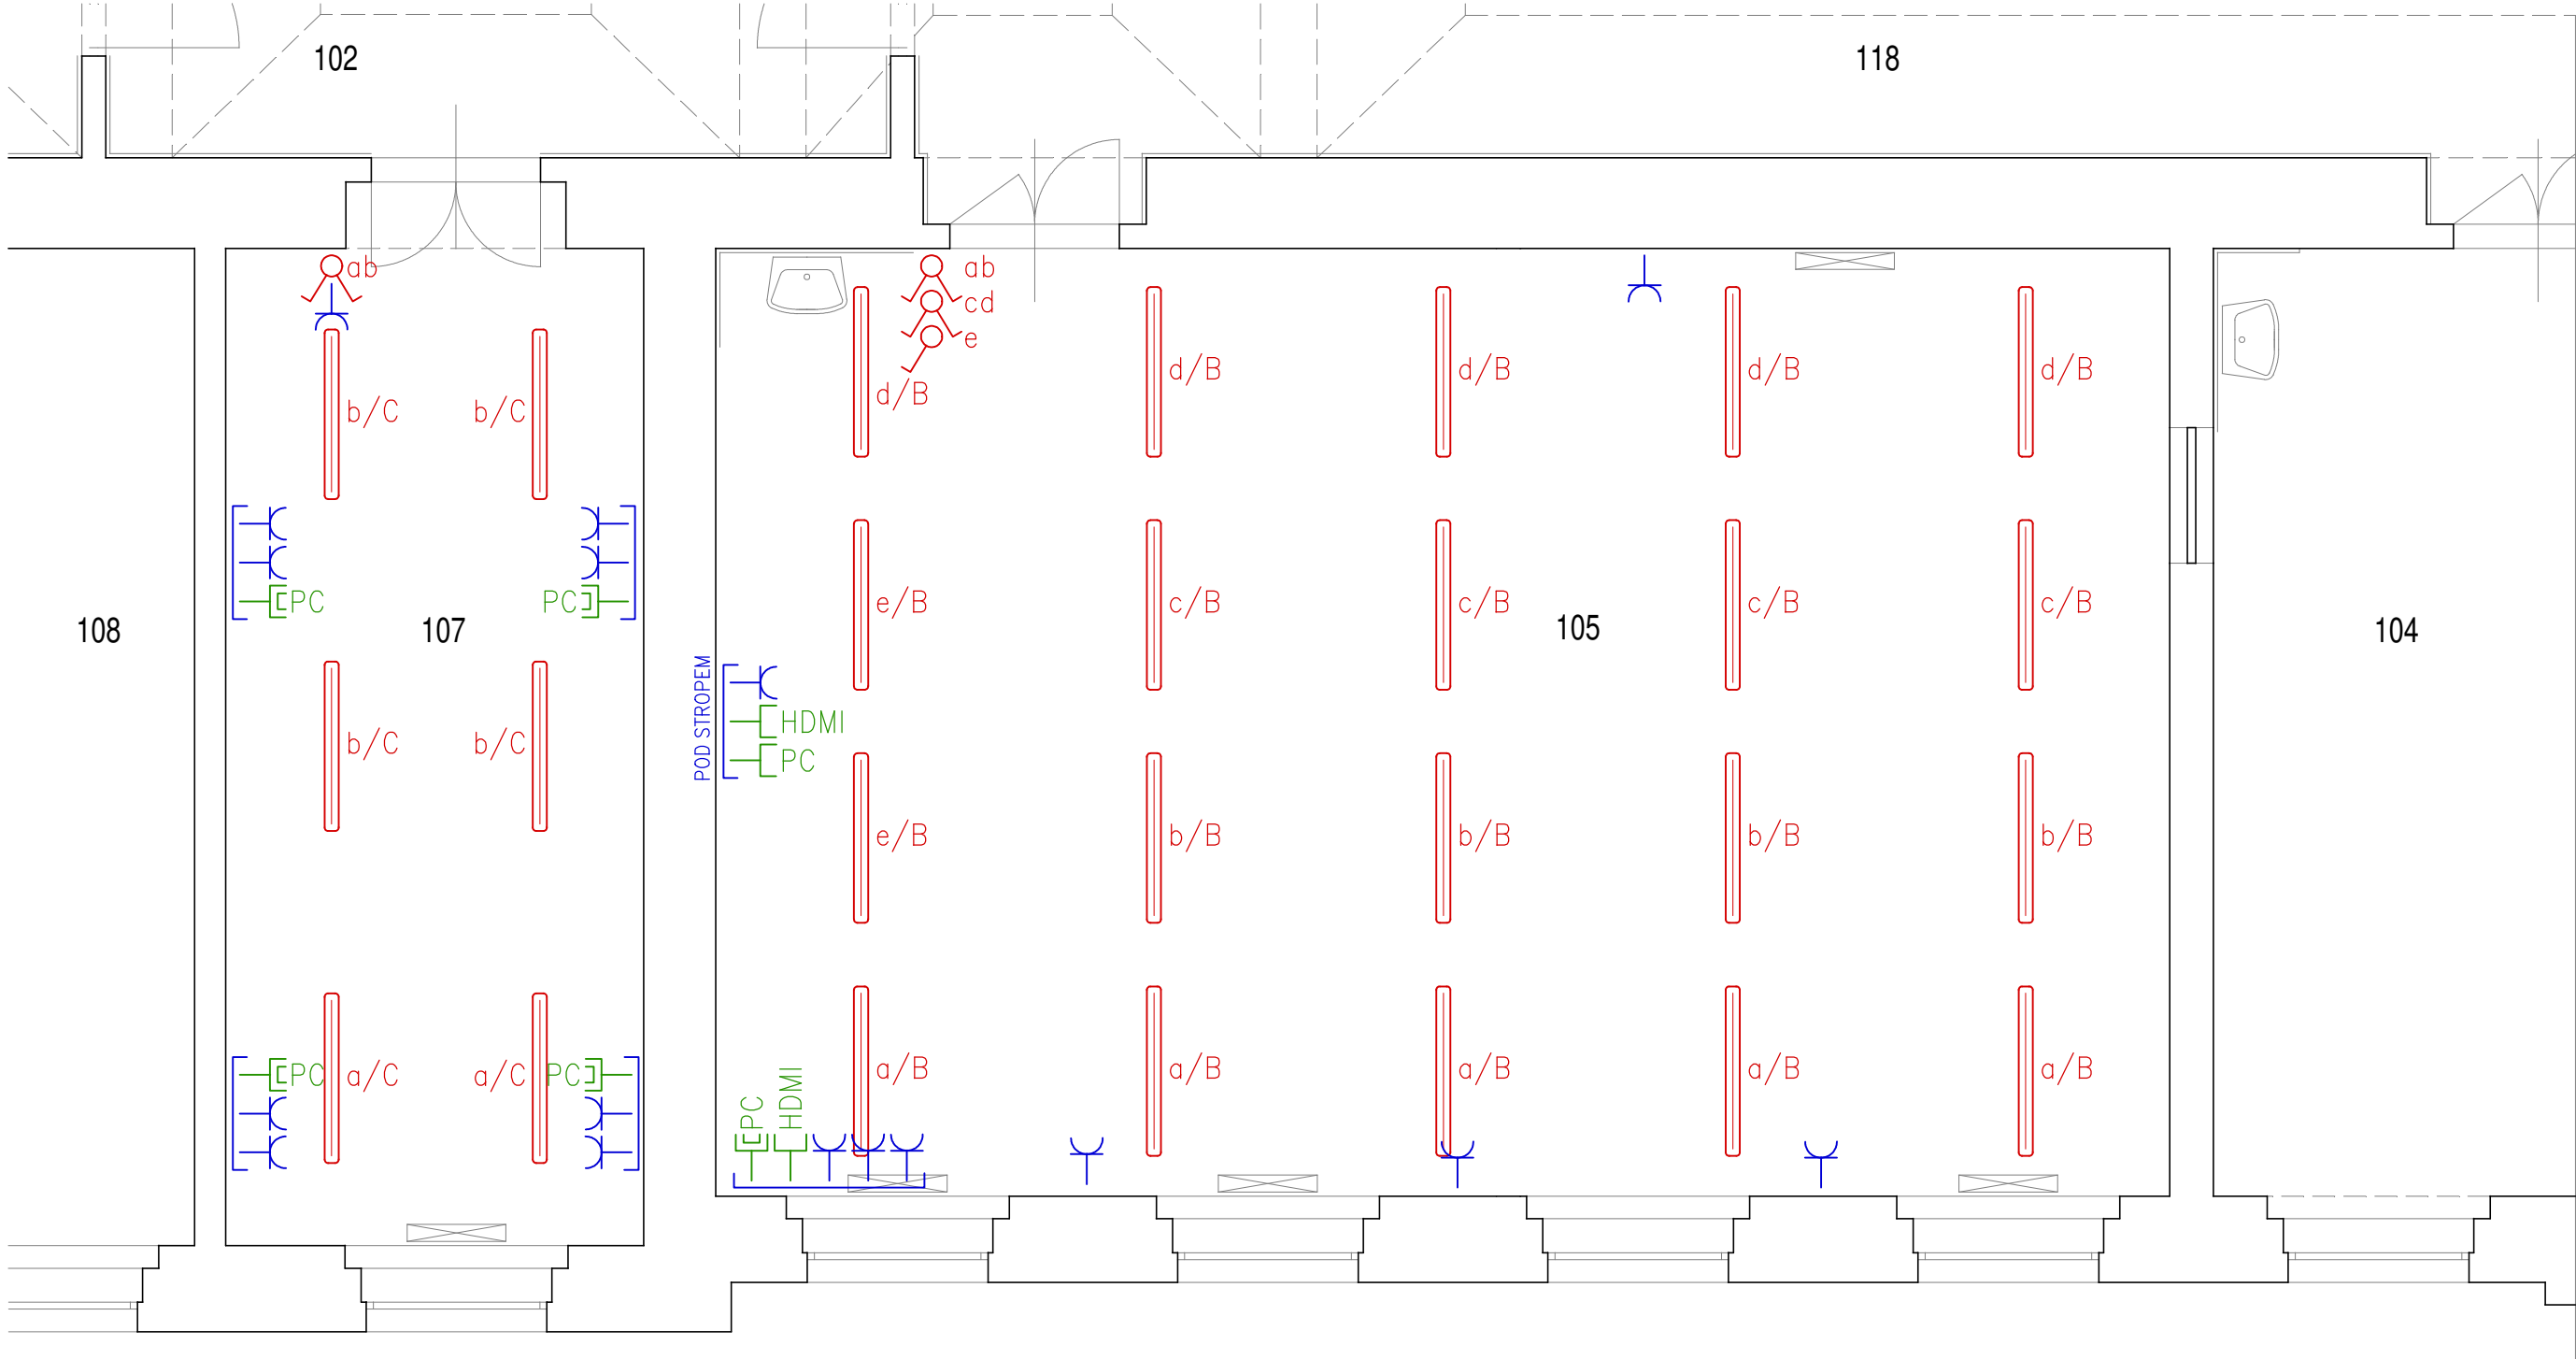 102
118
ab
ab
cd
e
b/C
b/C
d/B
d/B
d/B
d/B
d/B
PC
PC
108
107
e/B
c/B
c/B
105
c/B
c/B
104
POD STROPEM
HDMI
PC
b/C
b/C
e/B
b/B
b/B
b/B
b/B
PC
a/C
a/C
PC
PC
HDMI
a/B
a/B
a/B
a/B
a/B